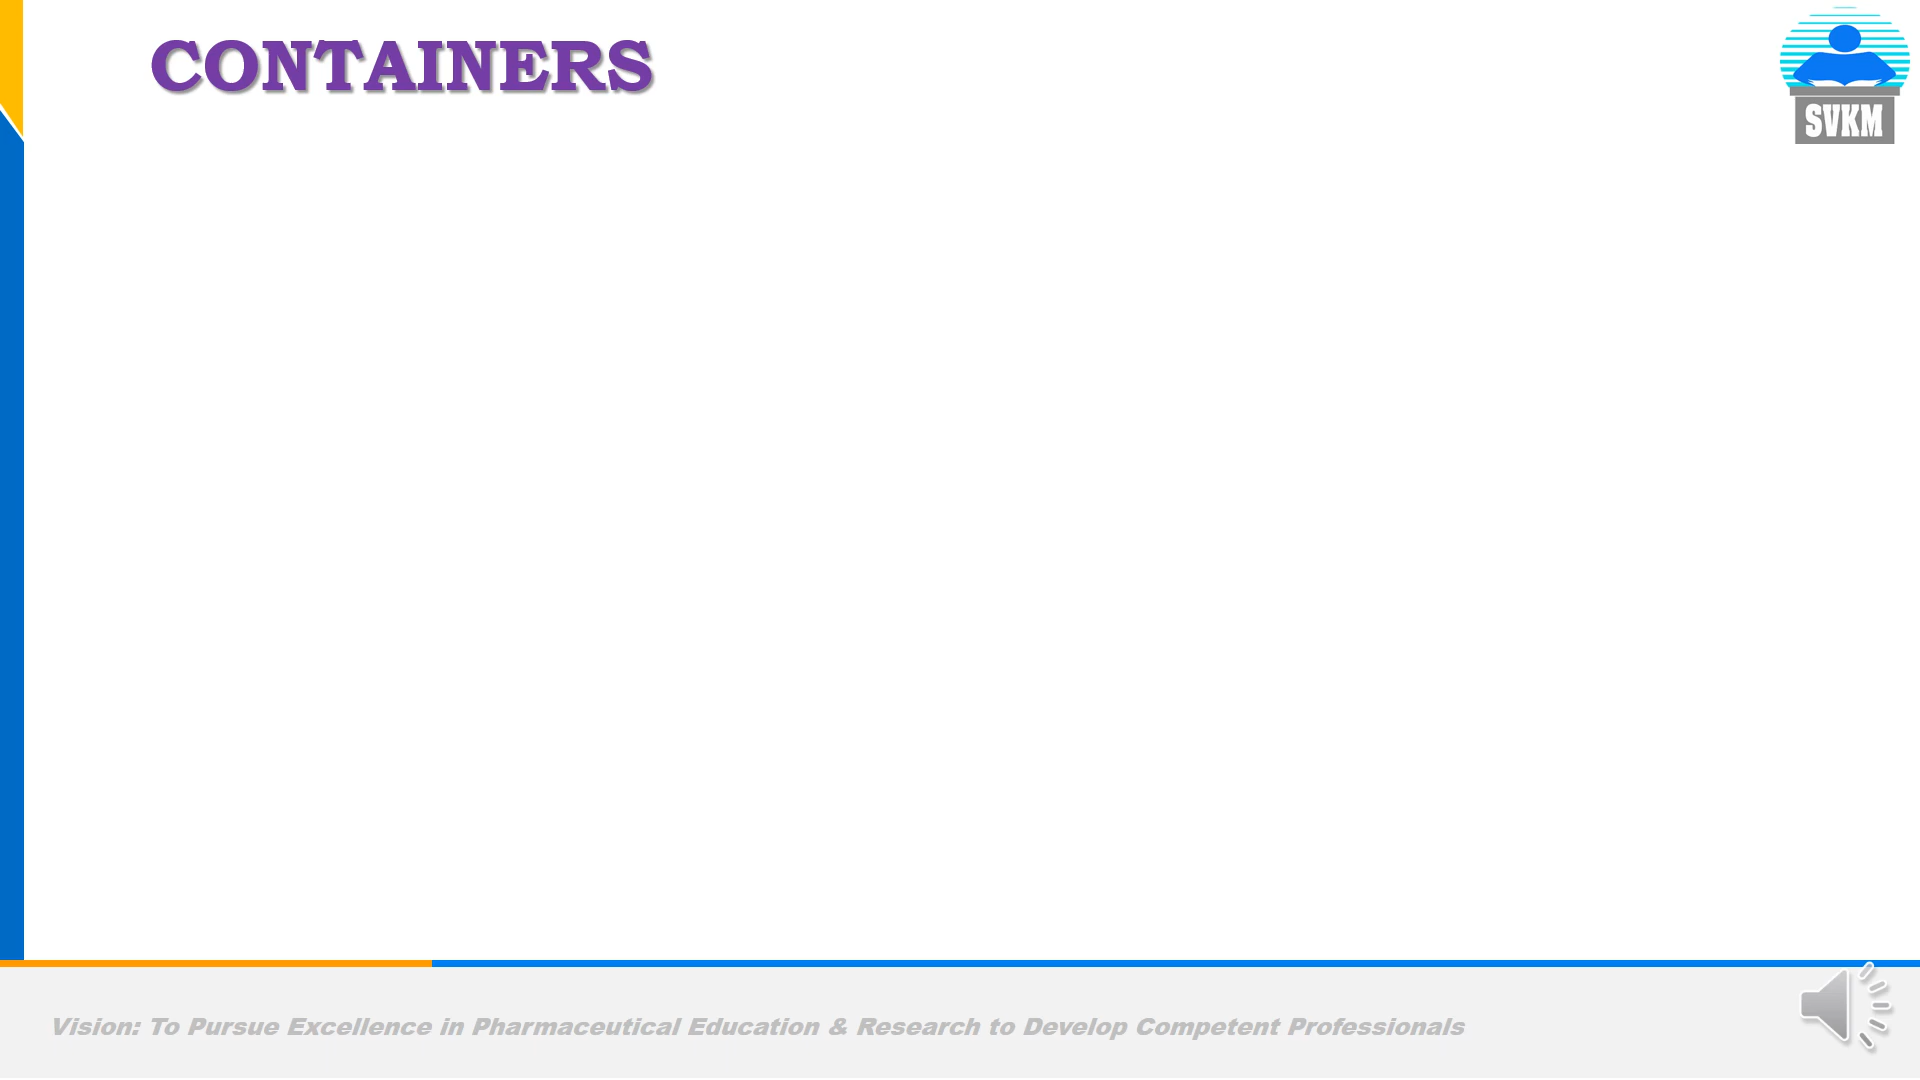 CONTAINERS
SVKM
Vision: To Pursue Excellence in Pharmaceutical Education & Research to Develop Competent Professionals